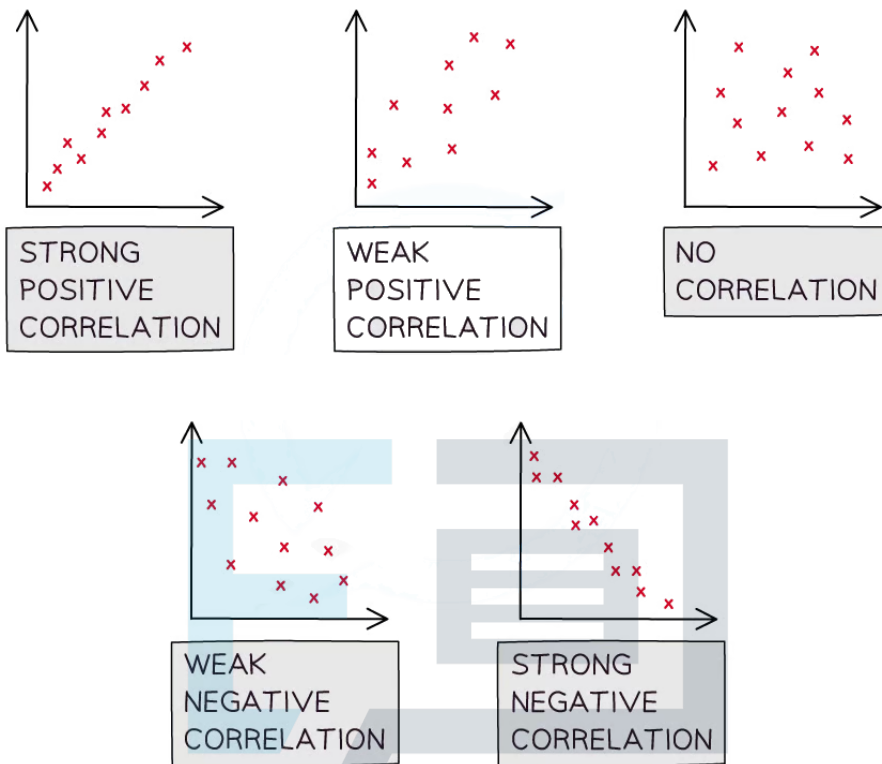 STRONG
POSITIVE
CORRELATION
WEAK
POSITIVE
CORRELATION
NO
CORRELATION
WEAK
NEGATIVE
CORRELATION
STRONG
NEGATIVE
CORRELATION